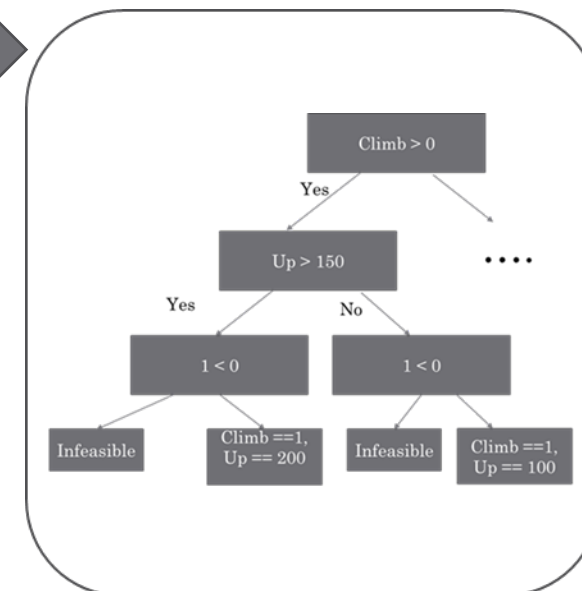 Climb > 0
Yes
Up > 150
....
Yes
No
1 < 0
1 < 0
Infeasible
Climb ==1,
Up == 200
Infeasible
Climb ==1,
Up == 100